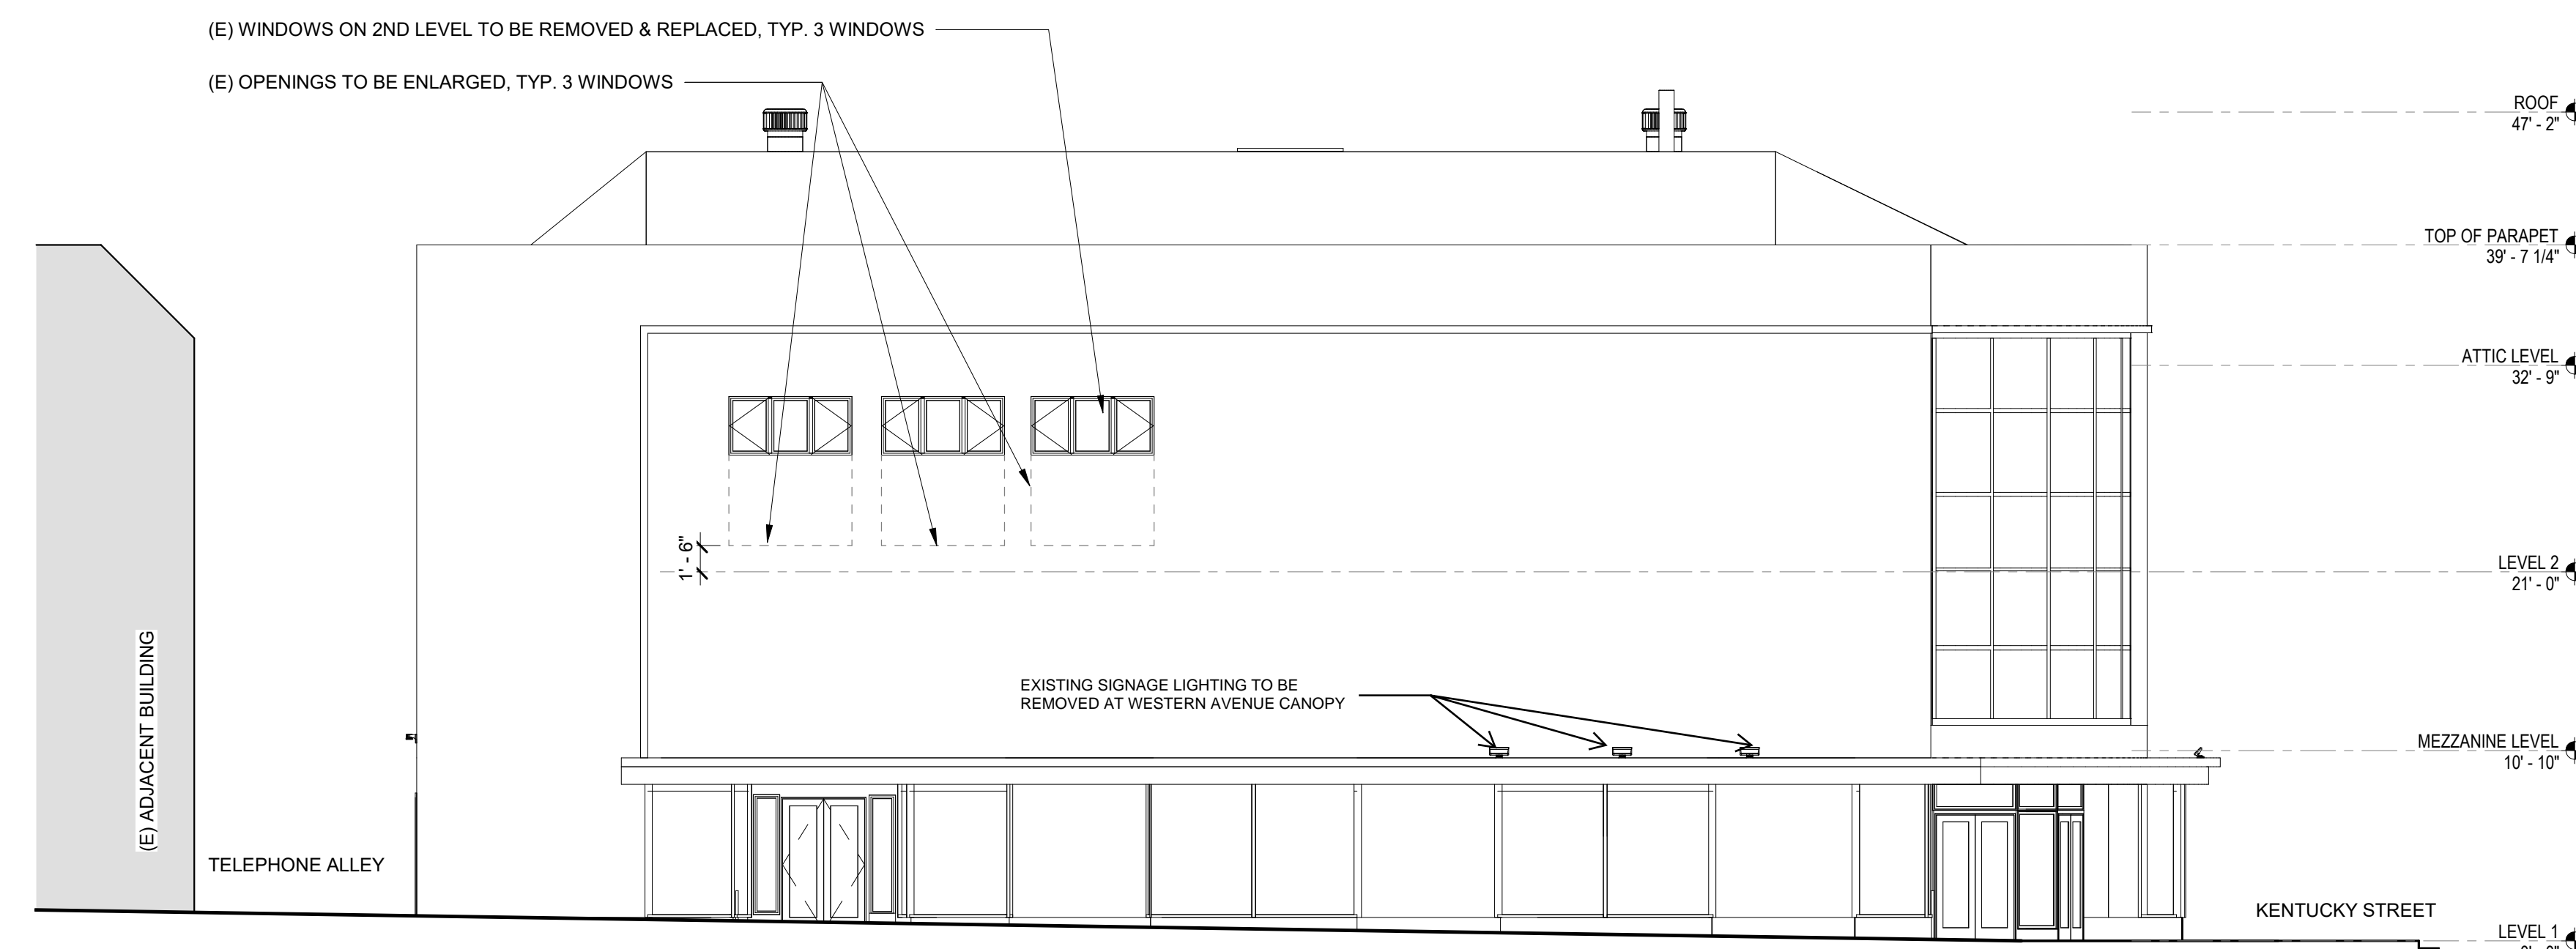 (E) WINDOWS ON 2ND LEVEL TO BE REMOVED & REPLACED, TYP. 3 WINDOWS
(E) OPENINGS TO BE ENLARGED, TYP. 3 WINDOWS
ROOF
47' - 2"
TOP OF PARAPET
39' - 7 1/4"
ATTIC LEVEL
32' - 9"
1' - 6"
LEVEL 2
21' - 0"
(E) ADJACENT BUILDING
EXISTING SIGNAGE LIGHTING TO BE
REMOVED AT WESTERN AVENUE CANOPY
MEZZANINE LEVEL
10' - 10"
TELEPHONE ALLEY
KENTUCKY STREET
LEVEL 1